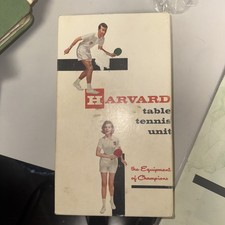 HARVARD
table
tennis
unit
the Equipment
of Champions